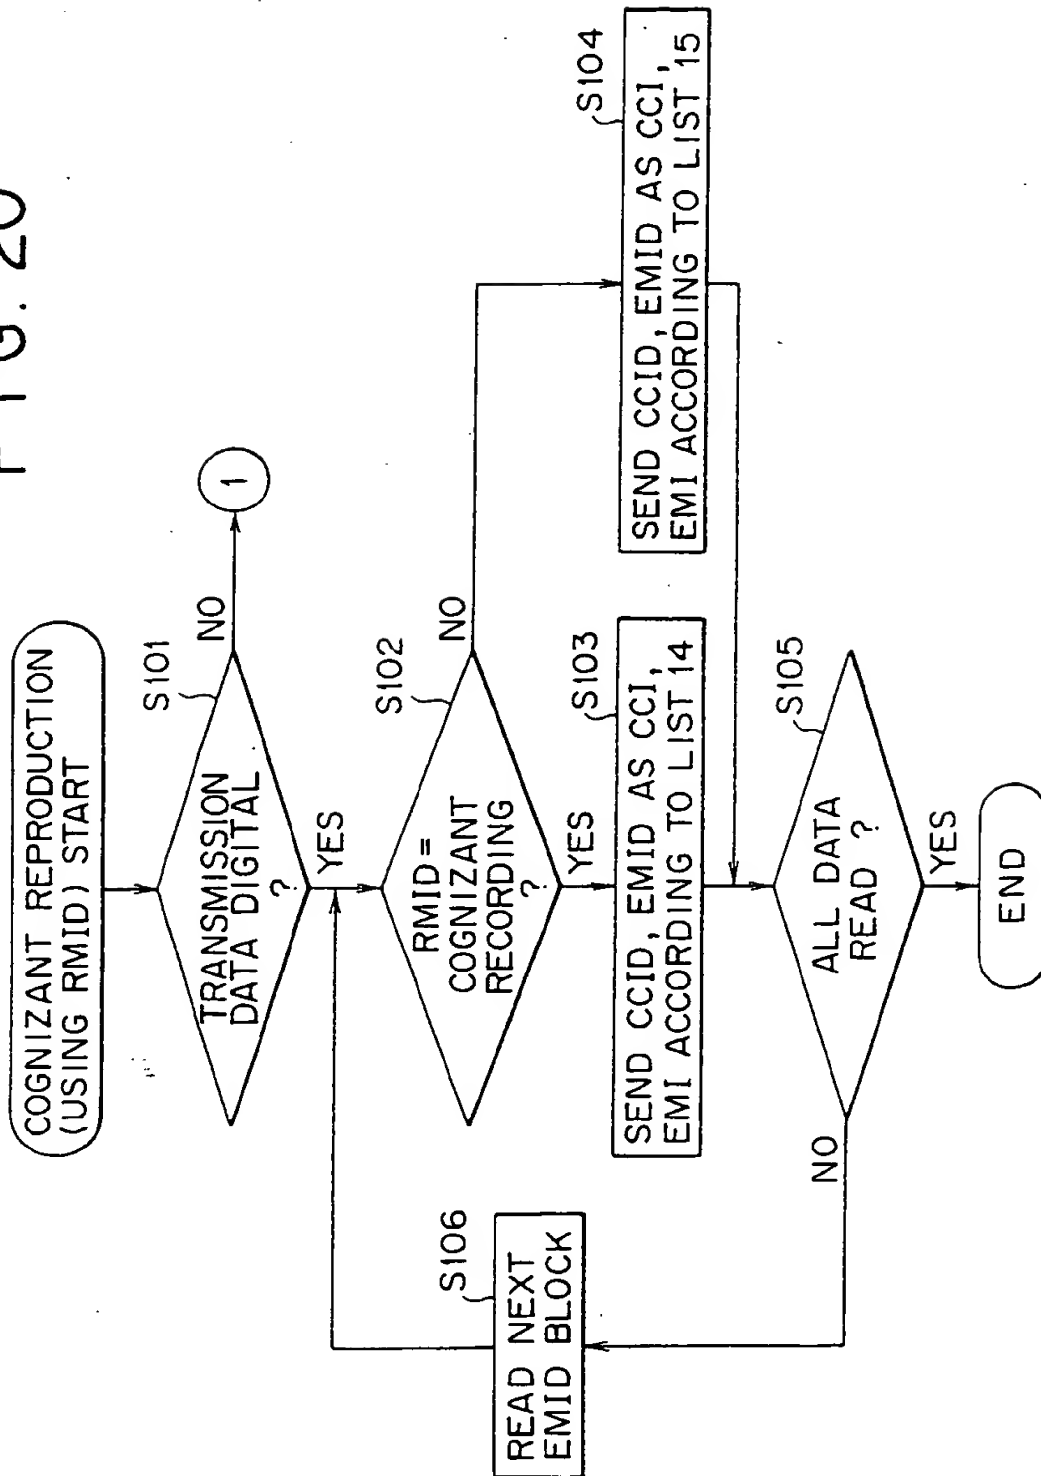 FIG. 20
COGNIZANT REPRODUCTION
(USING RMID) START
S101
TRANSMISSION
DATA DIGITAL
?
NO
1
YES
S102
RMID=
COGNIZANT
RECORDING
?
NO
YES
S103
SEND CCID, EMID AS CCI,
EMI ACCORDING TO LIST 14
S104
SEND CCID, EMID AS CCI,
EMI ACCORDING TO LIST 15
S105
ALL DATA
READ ?
NO
YES
S106
READ NEXT
EMID BLOCK
END